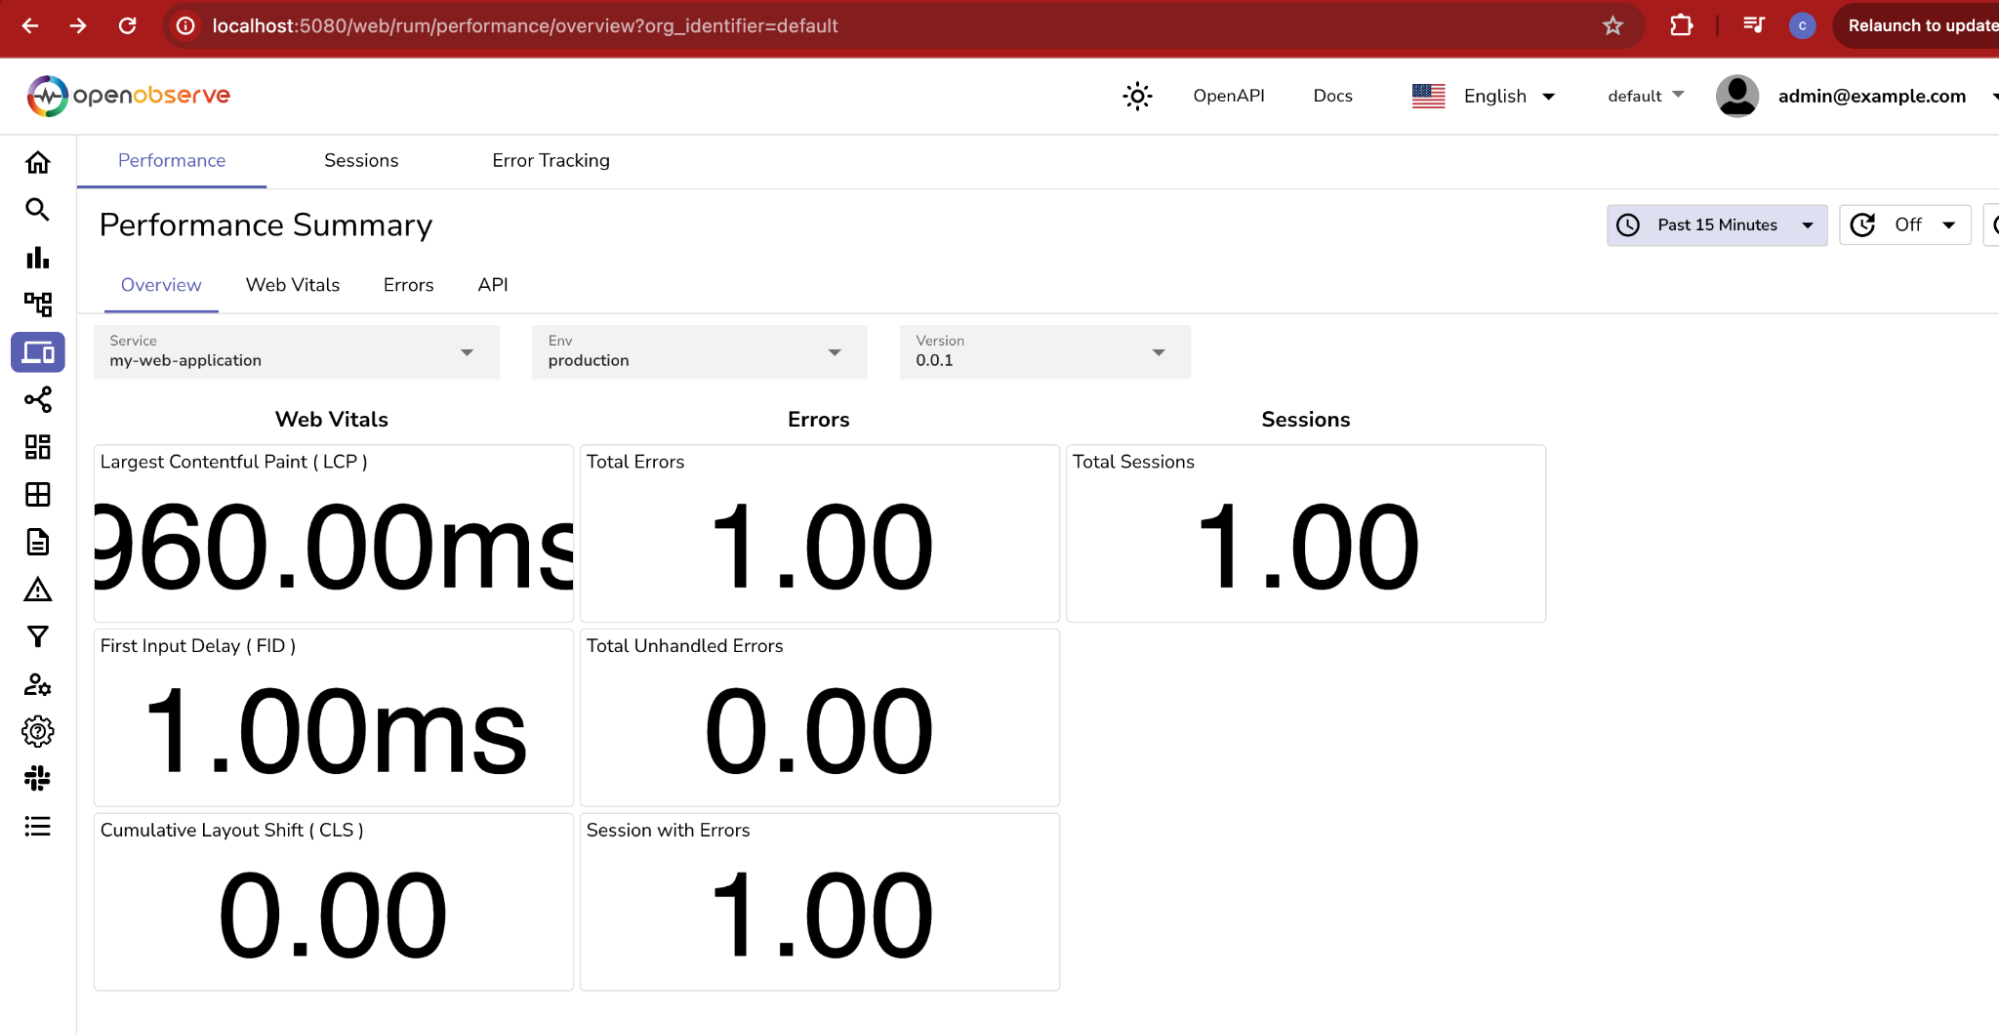 localhost:5080/web/rum/performance/overview?org_identifier=default
C
Relaunch to update
openobserve
OpenAPI
Docs
English
default
admin@example.com
Performance
Sessions
Error Tracking
Performance Summary
Past 15 Minutes
Off
Overview
Web Vitals
Errors
API
Service
my-web-application
Env
production
Version
0.0.1
Web Vitals
Errors
Sessions
Largest Contentful Paint ( LCP )
Total Errors
Total Sessions
960.00ms
1.00
1.00
First Input Delay ( FID )
Total Unhandled Errors
1.00ms
0.00
Cumulative Layout Shift ( CLS )
Session with Errors
0.00
1.00